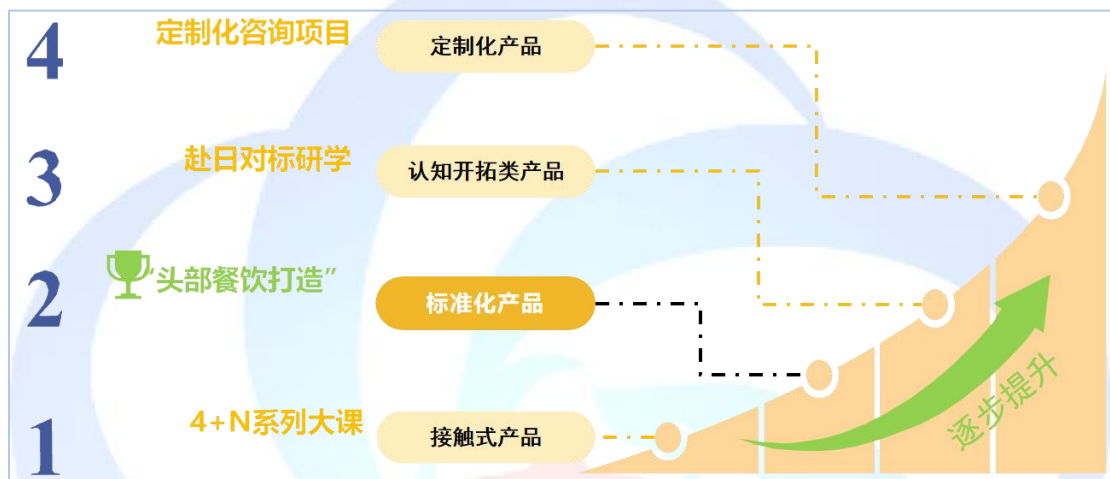 4
定制化咨询项目
定制化产品
3
赴日对标研学
认知开拓类产品
2
“头部餐饮打造”
标准化产品
1
4+N系列大课
接触式产品
逐步提升